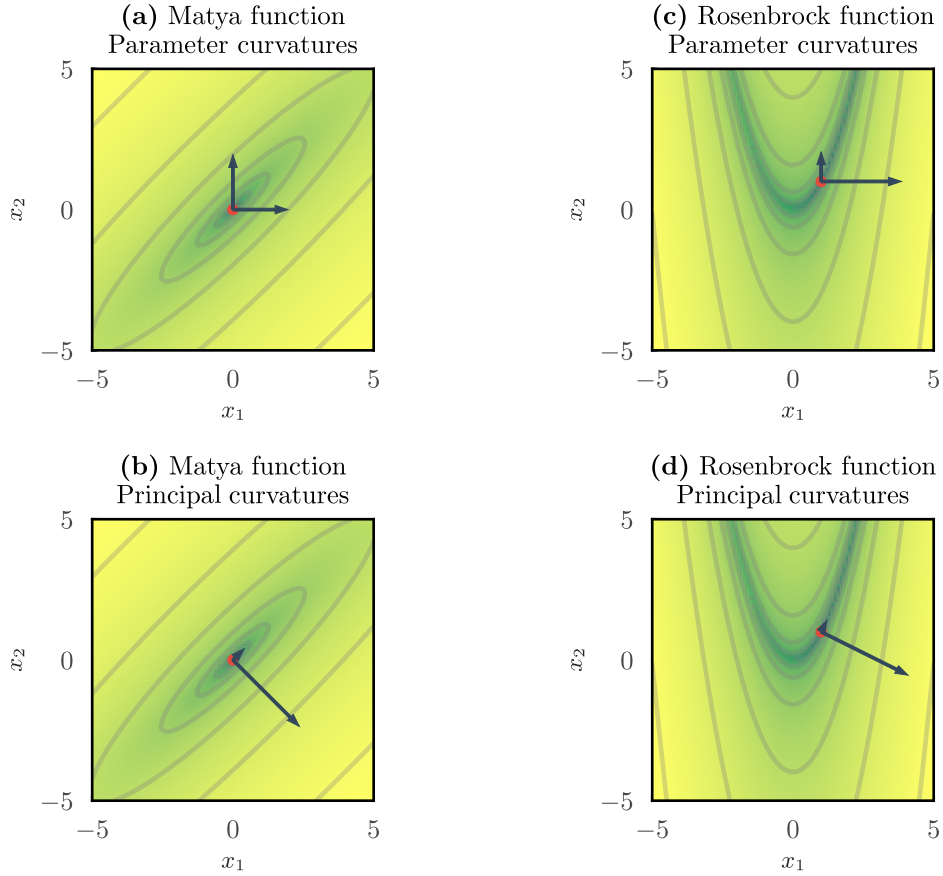 (a) Matya function
Parameter curvatures
5
0
−5
x2
−5 0 5
x1
(c) Rosenbrock function
Parameter curvatures
5
0
−5
x2
−5 0 5
x1
(b) Matya function
Principal curvatures
5
0
−5
x2
−5 0 5
x1
(d) Rosenbrock function
Principal curvatures
5
0
−5
x2
−5 0 5
x1